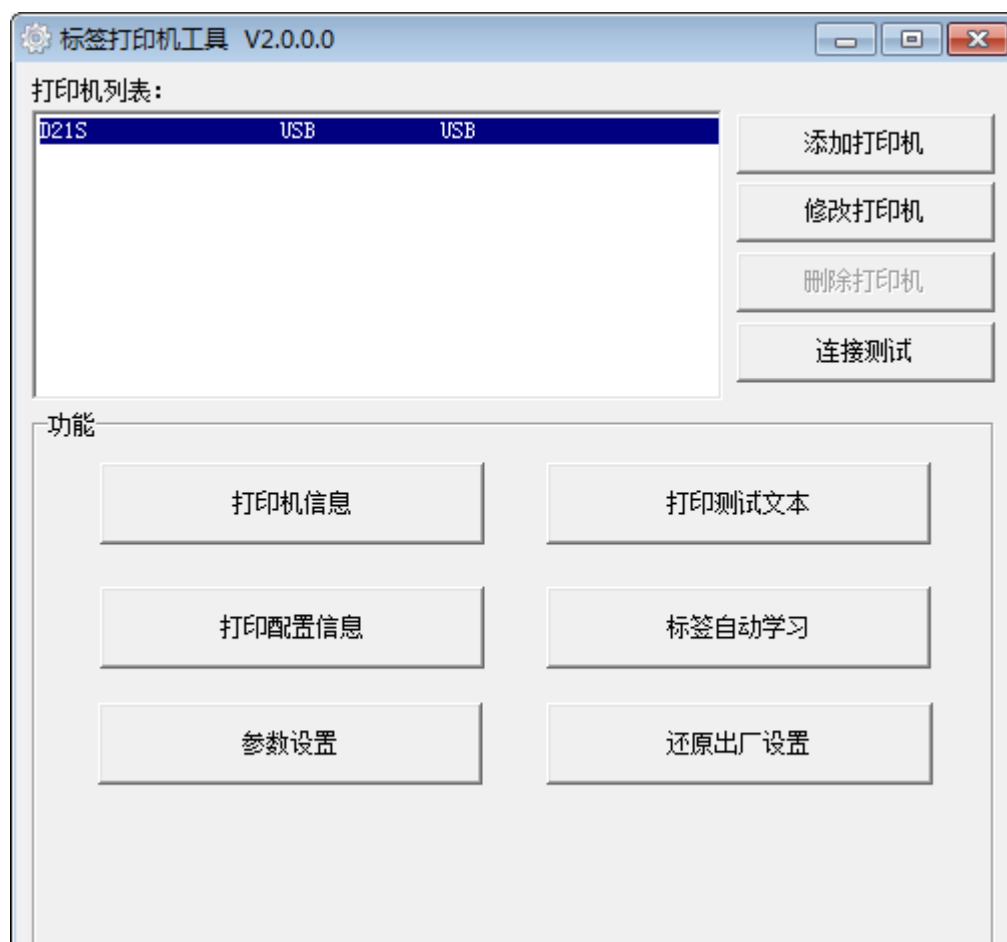 标签打印机工具 V2.0.0.0
打印机列表:
D21S USB USB
添加打印机
修改打印机
删除打印机
连接测试
功能
打印机信息 打印测试文本
打印配置信息 标签自动学习
参数设置 还原出厂设置